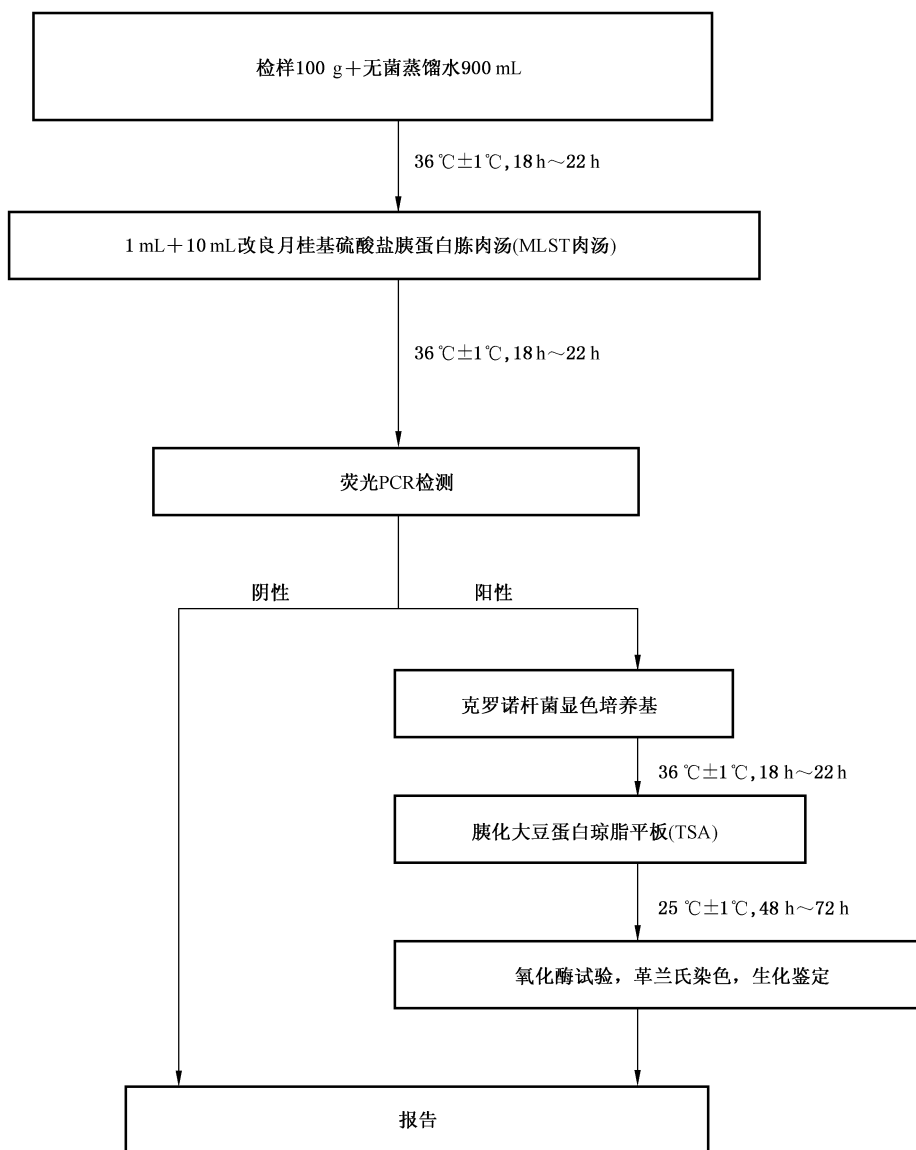 检样100 g＋无菌蒸馏水900 mL
36 ℃±1℃,18 h～22 h
1 mL＋10 mL改良月桂基硫酸盐胰蛋白胨肉汤(MLST肉汤)
36 ℃±1℃,18 h～22 h
荧光PCR检测
阴性
阳性
克罗诺杆菌显色培养基
36 ℃±1℃,18 h～22 h
胰化大豆蛋白琼脂平板(TSA)
25 ℃±1℃,48 h～72 h
氧化酶试验，革兰氏染色，生化鉴定
报告